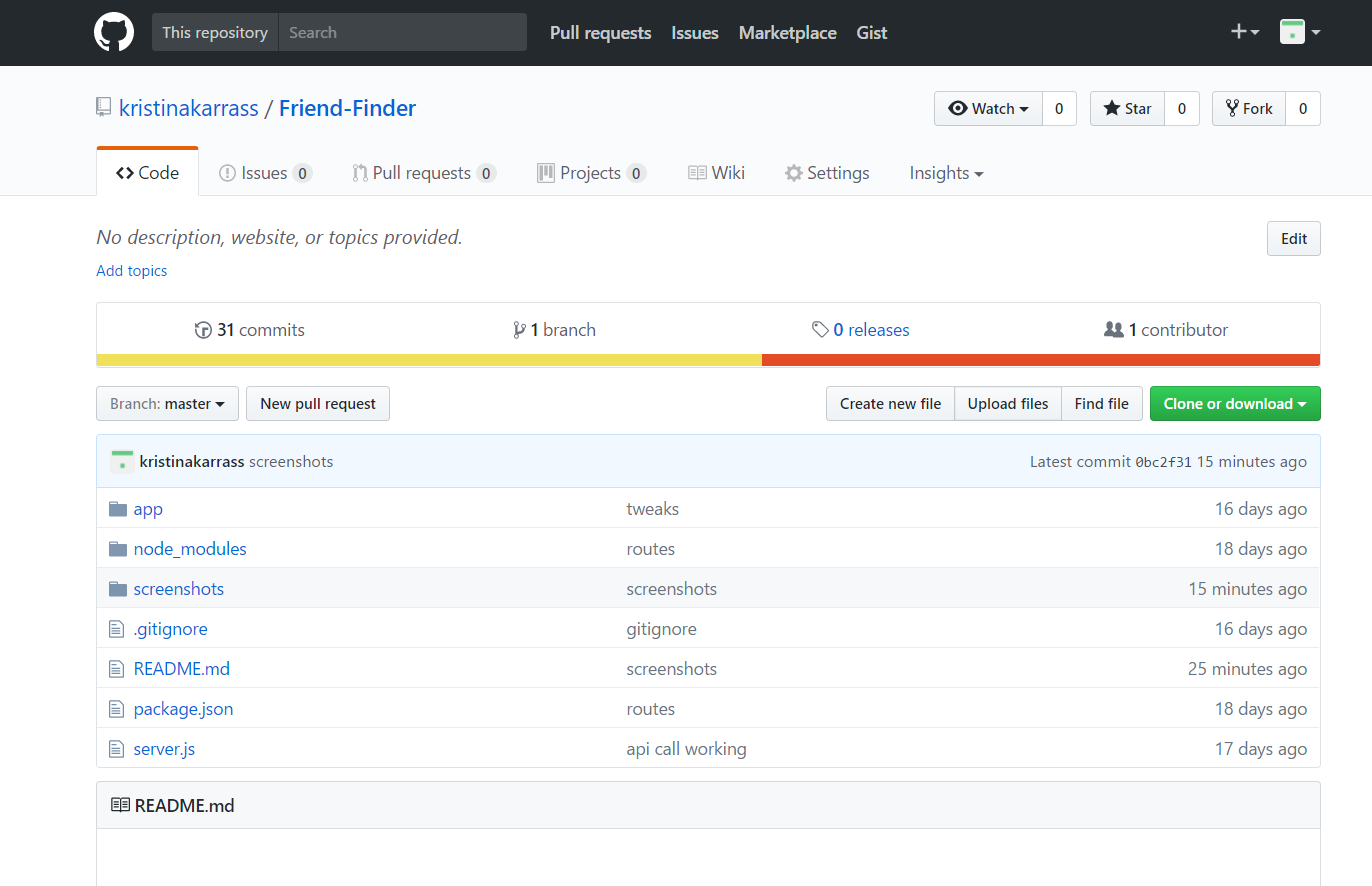 This repository Search Pull requests Issues Marketplace Gist
kristinakarrass / Friend-Finder Watch 0 Star 0 Fork 0
Code Issues 0 Pull requests 0 Projects 0 Wiki Settings Insights
No description, website, or topics provided. Edit
Add topics
31 commits 1 branch 0 releases 1 contributor
Branch: master New pull request Create new file Upload files Find file Clone or download
kristinakarrass screenshots Latest commit 0bc2f31 15 minutes ago
app tweaks 16 days ago
node_modules routes 18 days ago
screenshots screenshots 15 minutes ago
.gitignore gitignore 16 days ago
README.md screenshots 25 minutes ago
package.json routes 18 days ago
server.js api call working 17 days ago
README.md